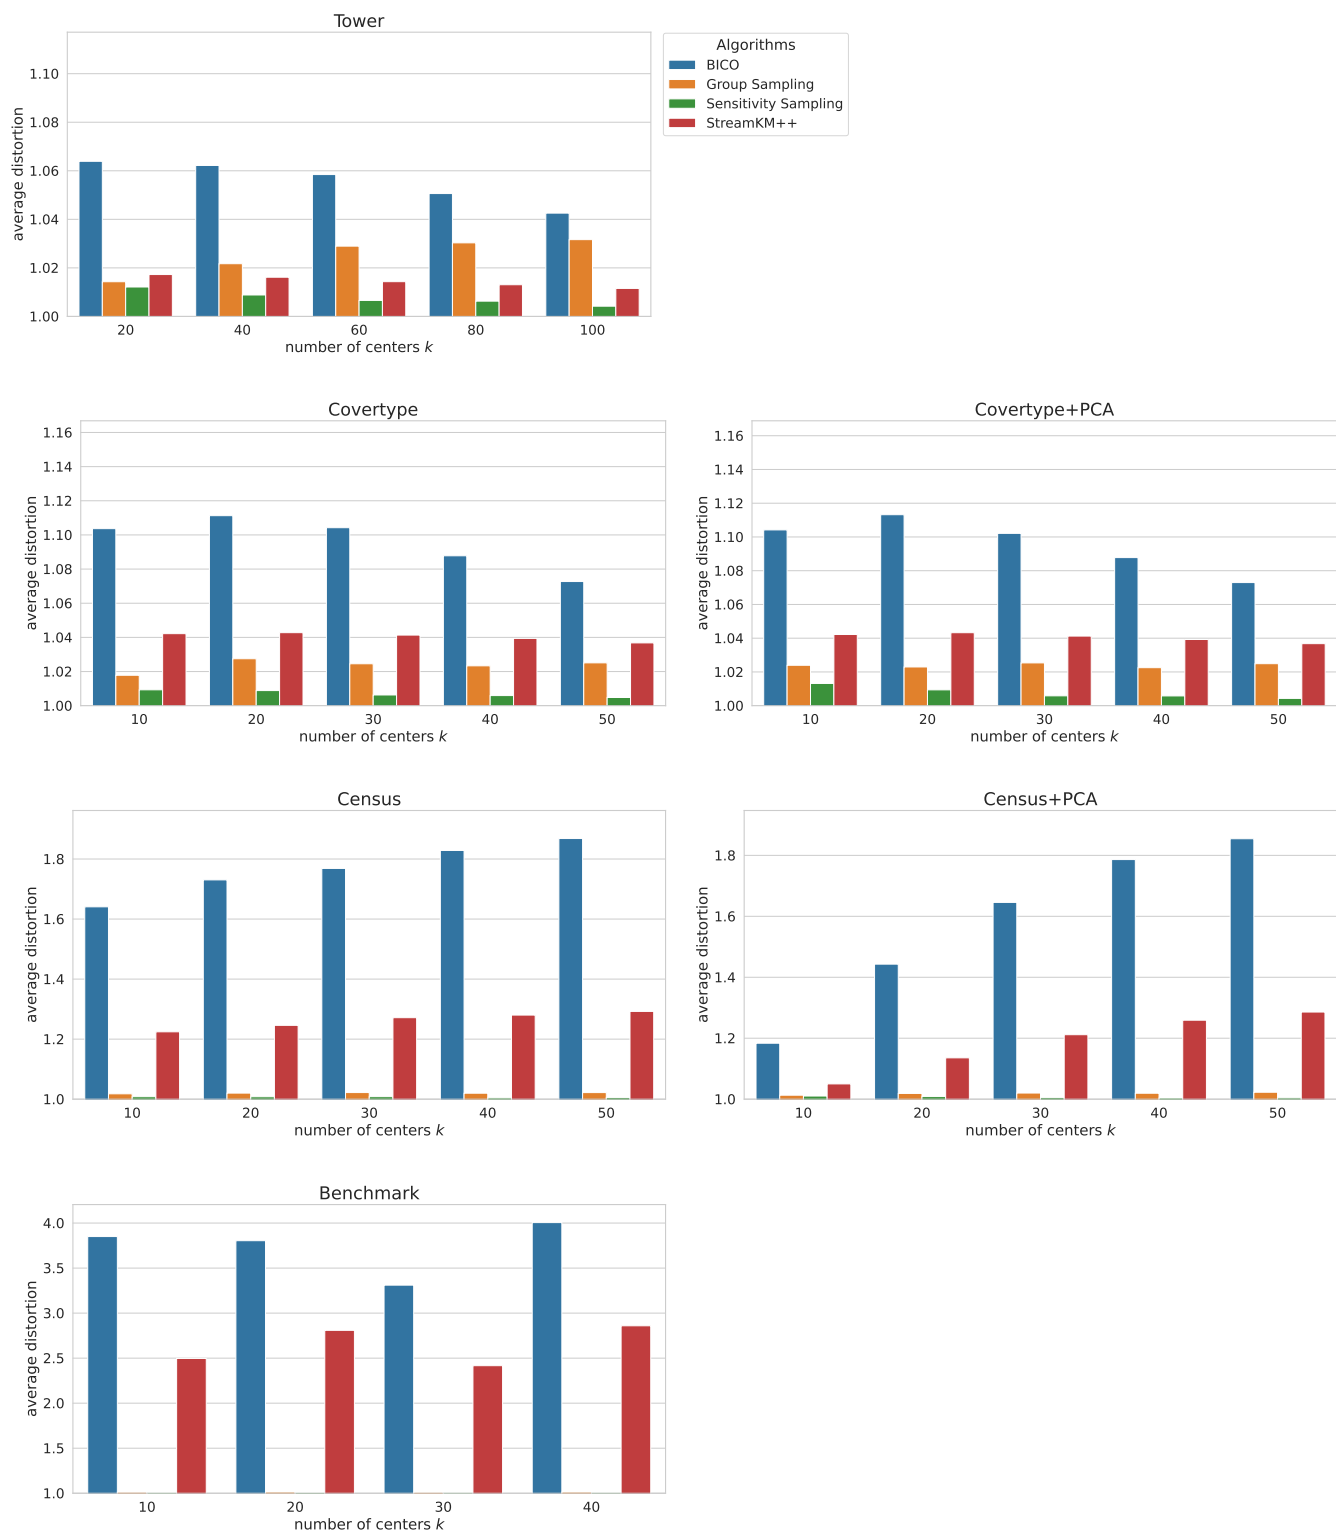 Tower
1.10
1.08
1.06
1.04
1.02
1.00
average distortion
20 40 60 80 100
number of centers k
Algorithms
BICO
Group Sampling
Sensitivity Sampling
StreamKM++
Covertype
1.16
1.14
1.12
1.10
1.08
1.06
1.04
1.02
1.00
average distortion
10 20 30 40 50
number of centers k
Covertype+PCA
1.16
1.14
1.12
1.10
1.08
1.06
1.04
1.02
1.00
average distortion
10 20 30 40 50
number of centers k
Census
1.8
1.6
1.4
1.2
1.0
average distortion
10 20 30 40 50
number of centers k
Census+PCA
1.8
1.6
1.4
1.2
1.0
average distortion
10 20 30 40 50
number of centers k
Benchmark
4.0
3.5
3.0
2.5
2.0
1.5
1.0
average distortion
10 20 30 40
number of centers k